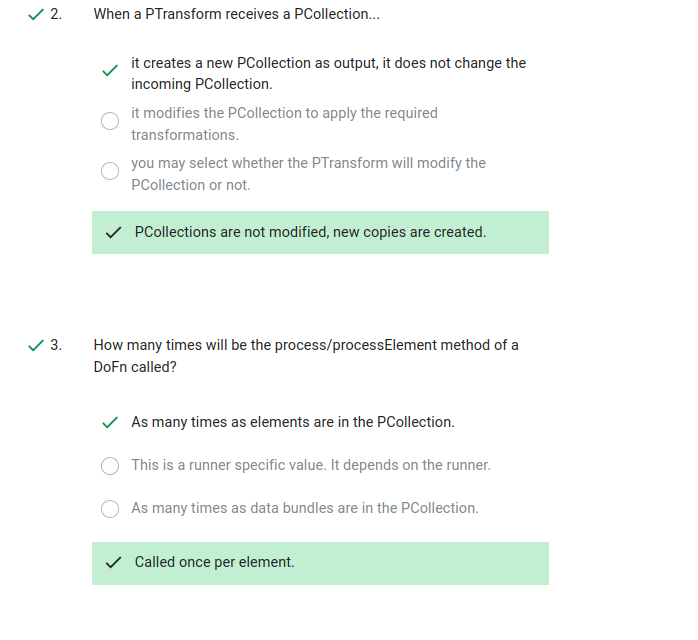 2. When a PTransform receives a PCollection...
it creates a new PCollection as output, it does not change the
incoming PCollection.
it modifies the PCollection to apply the required
transformations.
you may select whether the PTransform will modify the
PCollection or not.
PCollections are not modified, new copies are created.
3. How many times will be the process/processElement method of a
DoFn called?
As many times as elements are in the PCollection.
This is a runner specific value. It depends on the runner.
As many times as data bundles are in the PCollection.
Called once per element.